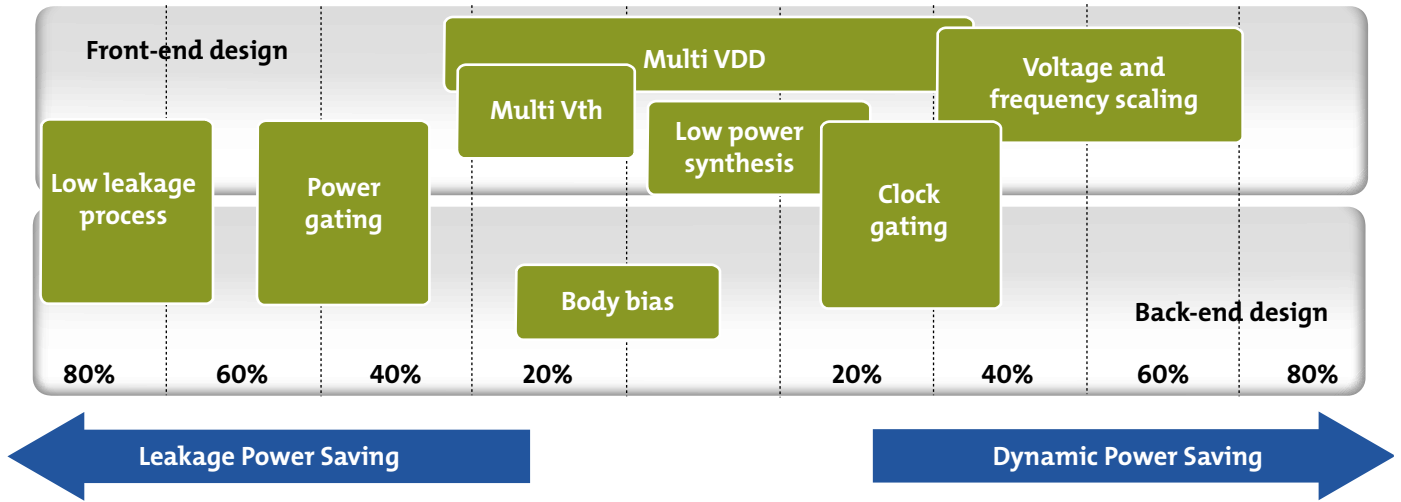 Front-end design
Multi VDD
Voltage and
frequency scaling
Multi Vth
Low power
synthesis
Low leakage
process
Power
gating
Clock
gating
Body bias
Back-end design
80% 60% 40% 20% 20% 40% 60% 80%
Leakage Power Saving
Dynamic Power Saving